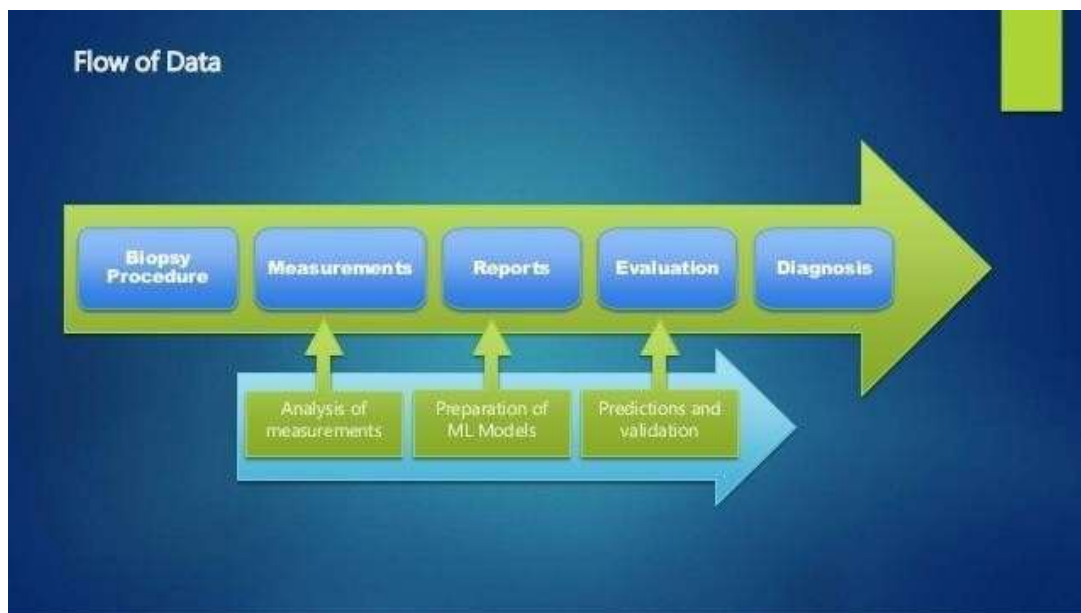 Flow of Data
Biopsy
Procedure
Measurements
Reports
Evaluation
Diagnosis
Analysis of
measurements
Preparation of
ML Models
Predictions and
validation